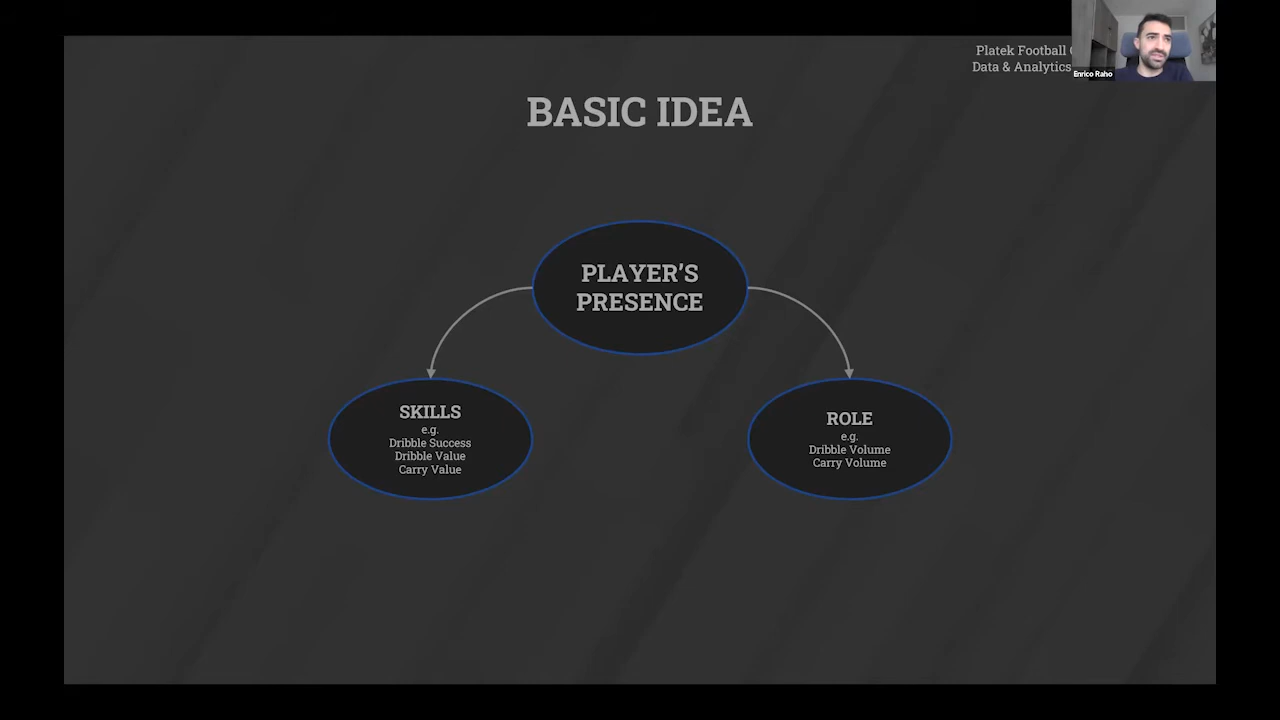 Platek Football
Data & Analytics
Enrico Raho
BASIC IDEA
PLAYER'S
PRESENCE
SKILLS
e.g.
Dribble Success
Dribble Value
Carry Value
ROLE
e.g.
Dribble Volume
Carry Volume